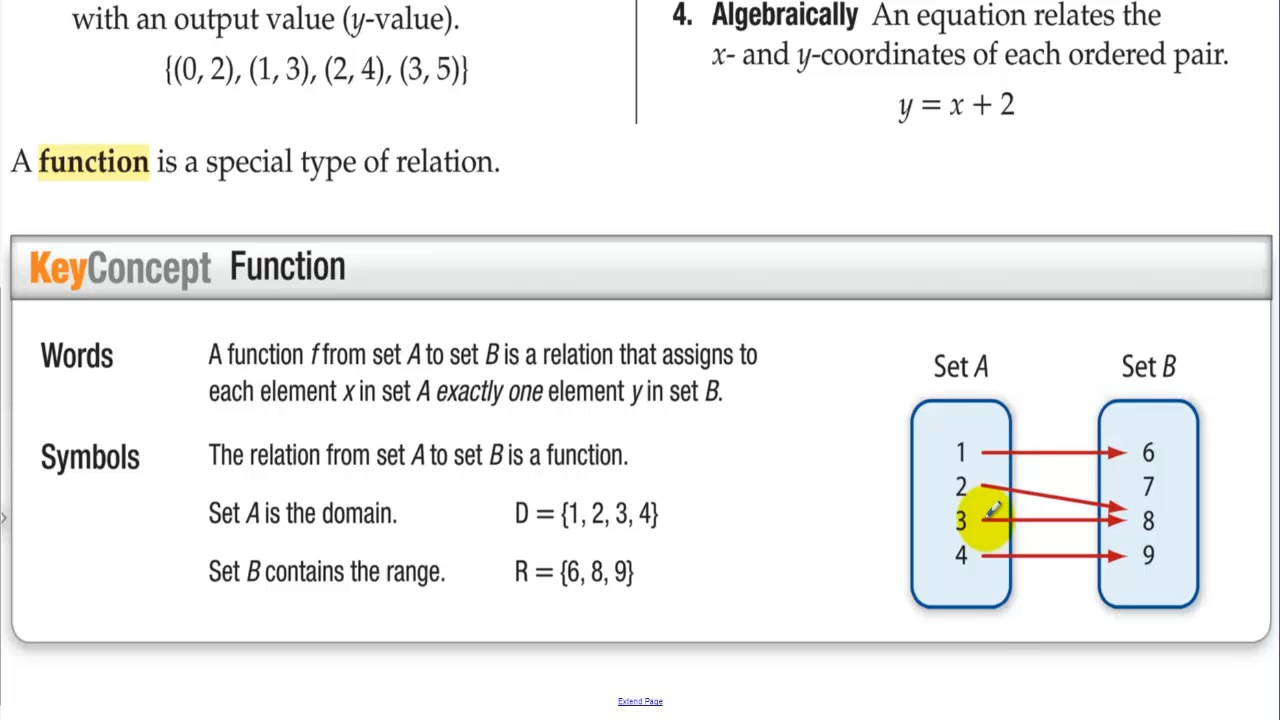 with an output value (y-value).
{(0, 2), (1, 3), (2, 4), (3, 5)}
4. Algebraically An equation relates the
x- and y-coordinates of each ordered pair.
y = x + 2
A function is a special type of relation.
KeyConcept Function
Words
A function f from set A to set B is a relation that assigns to
each element x in set A exactly one element y in set B.
Symbols
The relation from set A to set B is a function.
Set A is the domain. D = {1, 2, 3, 4}
Set B contains the range. R = {6, 8, 9}
Set A Set B
1 6
2 7
3 8
4 9
Extend Page